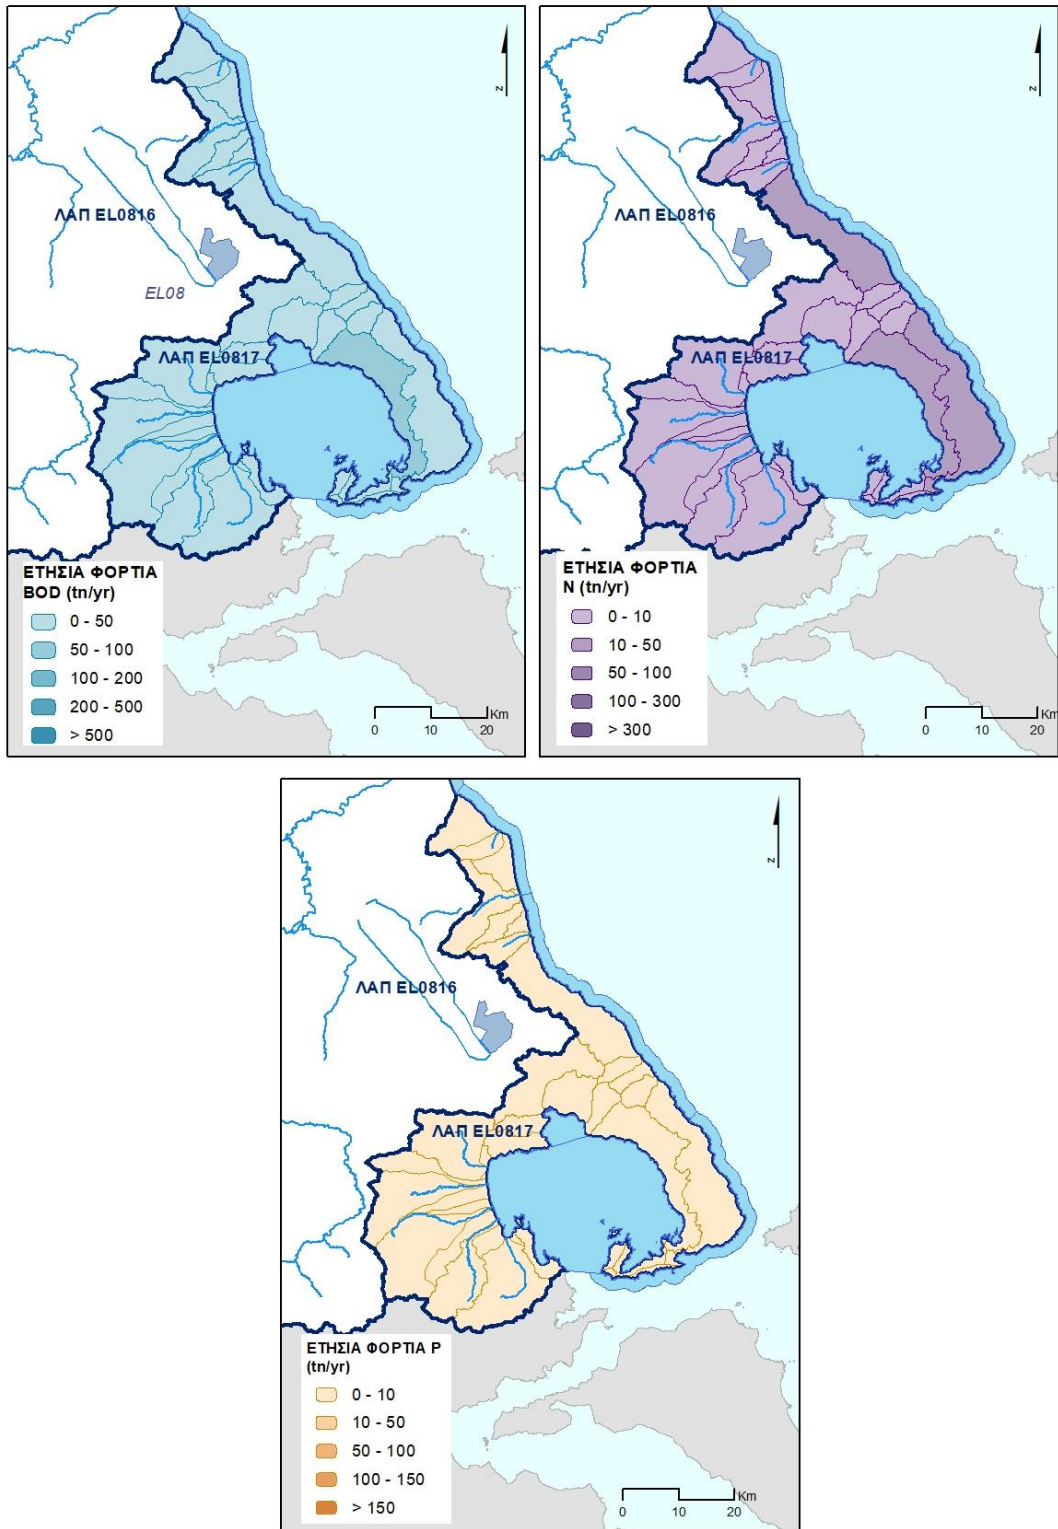 N
ΛΑΠ EL0816
EL08
ΛΑΠ EL0817
ΕΤΗΣΙΑ ΦΟΡΤΙΑ
BOD (tn/yr)
0 - 50
50 - 100
100 - 200
200 - 500
> 500
Km
0 10 20
N
ΛΑΠ EL0816
ΛΑΠ EL0817
ΕΤΗΣΙΑ ΦΟΡΤΙΑ
N (tn/yr)
0 - 10
10 - 50
50 - 100
100 - 300
> 300
Km
0 10 20
N
ΛΑΠ EL0816
ΛΑΠ EL0817
ΕΤΗΣΙΑ ΦΟΡΤΙΑ P
(tn/yr)
0 - 10
10 - 50
50 - 100
100 - 150
> 150
Km
0 10 20